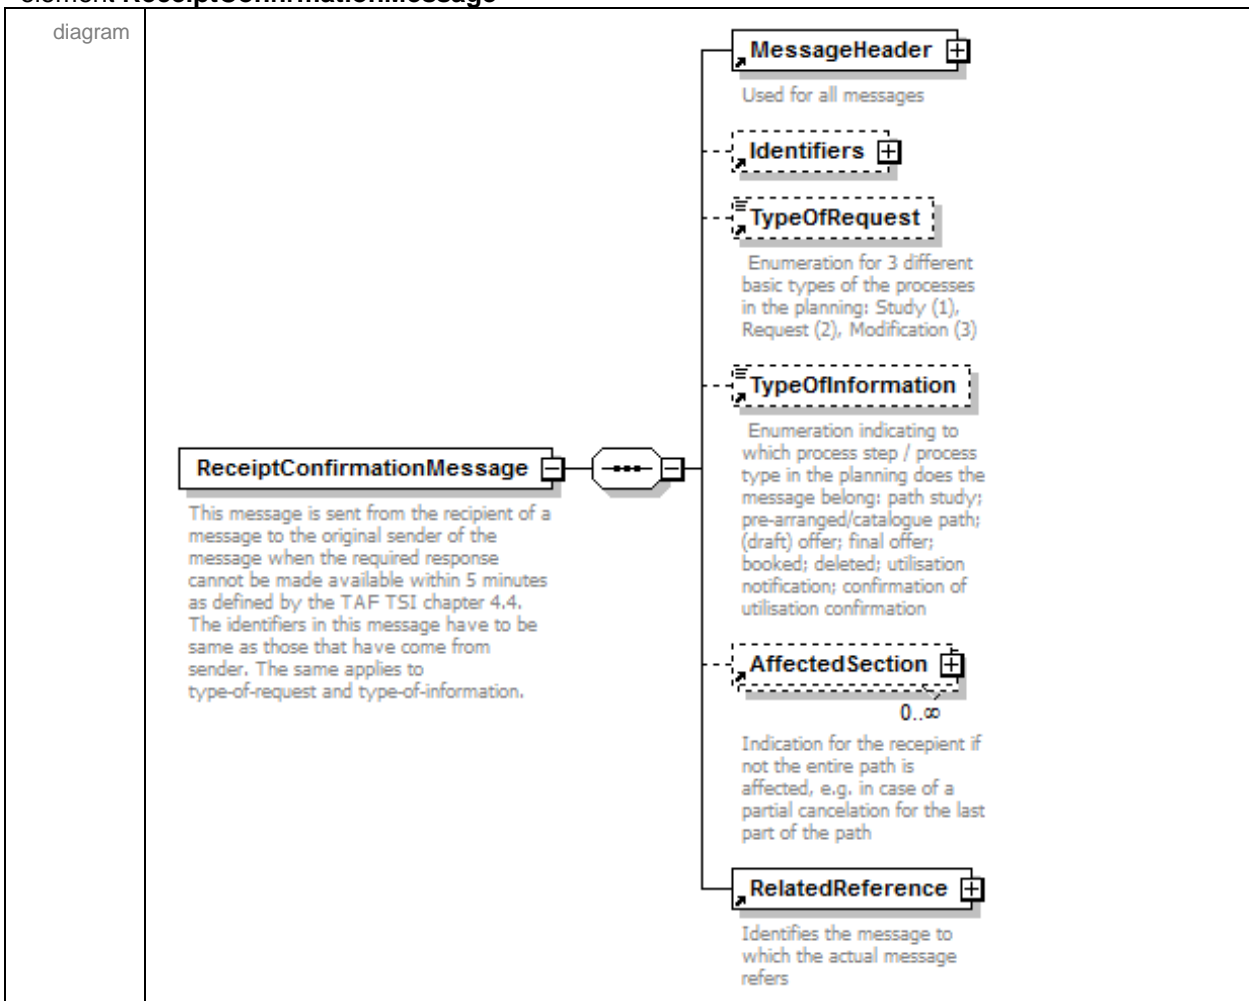 element ReceiptConfirmationMessage
diagram
MessageHeader
Used for all messages
Identifiers
TypeOfRequest
Enumeration for 3 different
basic types of the processes
in the planning: Study (1),
Request (2), Modification (3)
TypeOfInformation
Enumeration indicating to
which process step / process
type in the planning does the
message belong: path study;
pre-arranged/catalogue path;
(draft) offer; final offer;
booked; deleted; utilisation
notification; confirmation of
utilisation confirmation
ReceiptConfirmationMessage
This message is sent from the recipient of a
message to the original sender of the
message when the required response
cannot be made available within 5 minutes
as defined by the TAF TSI chapter 4.4.
The identifiers in this message have to be
same as those that have come from
sender. The same applies to
type-of-request and type-of-information.
AffectedSection
0..∞
Indication for the recepient if
not the entire path is
affected, e.g. in case of a
partial cancelation for the last
part of the path
RelatedReference
Identifies the message to
which the actual message
refers